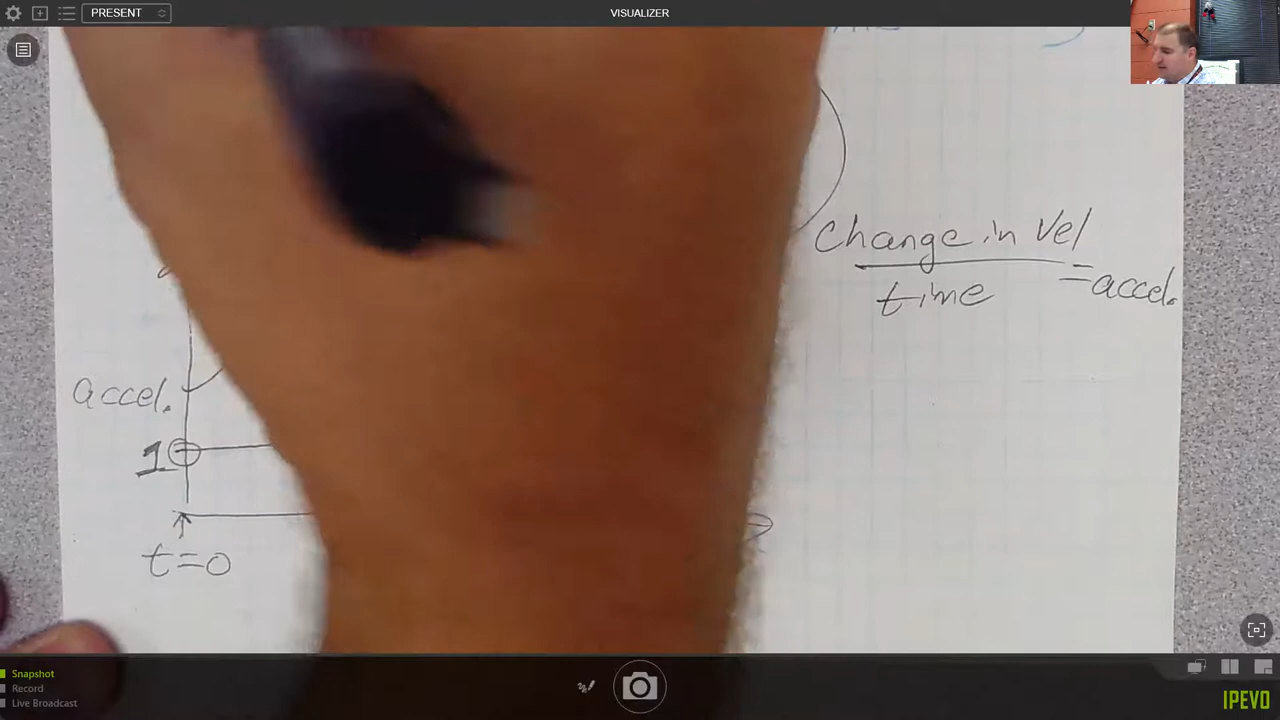 PRESENT
VISUALIZER
change in Vel
time
=accel.
accel.
1
t=0
Snapshot
Record
Live Broadcast
IPEVO